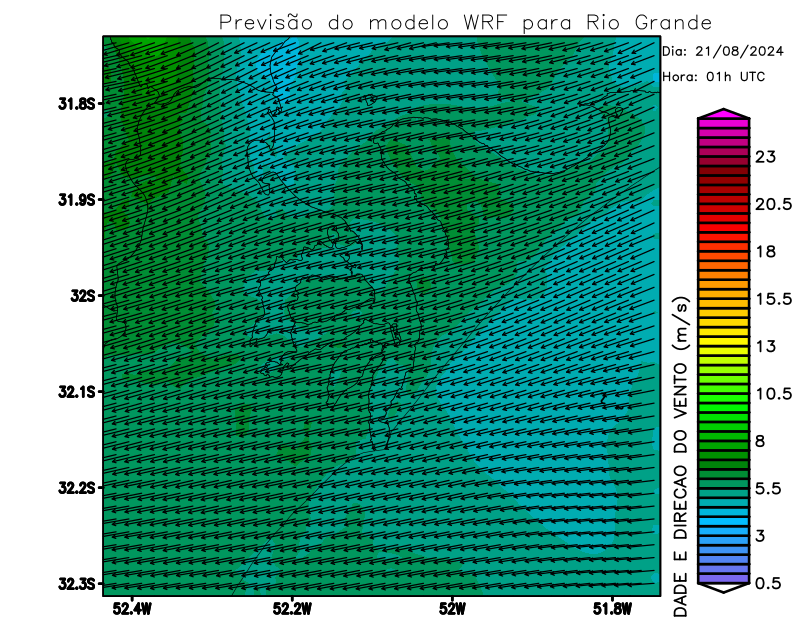 Previsão do modelo WRF para Rio Grande
Dia: 21/08/2024
Hora: 01h UTC
31.8S
31.9S
32S
32.1S
32.2S
32.3S
52.4W
52.2W
52W
51.8W
23
20.5
18
15.5
13
10.5
8
5.5
3
0.5
DADE E DIRECAO DO VENTO (m/s)